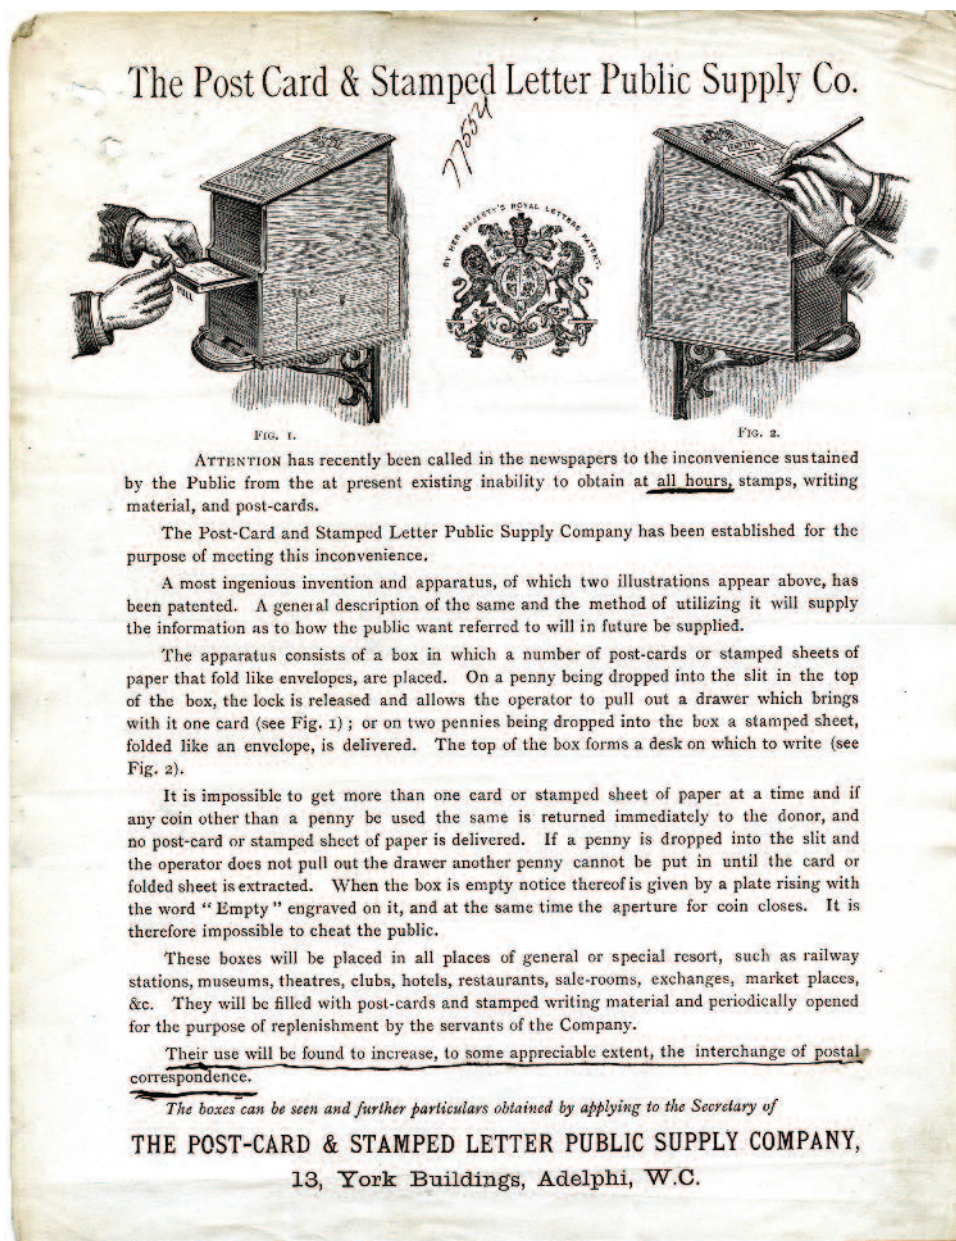 The Post Card & Stamped Letter Public Supply Co.
77554
BY HER MAJESTY'S ROYAL LETTERS PATENT.
PULL
EMPTY
FIG. 1.
FIG. 2.
ATTENTION has recently been called in the newspapers to the inconvenience sustained
by the Public from the at present existing inability to obtain at all hours, stamps, writing
material, and post-cards.
The Post-Card and Stamped Letter Public Supply Company has been established for the
purpose of meeting this inconvenience.
A most ingenious invention and apparatus, of which two illustrations appear above, has
been patented. A general description of the same and the method of utilizing it will supply
the information as to how the public want referred to will in future be supplied.
The apparatus consists of a box in which a number of post-cards or stamped sheets of
paper that fold like envelopes, are placed. On a penny being dropped into the slit in the top
of the box, the lock is released and allows the operator to pull out a drawer which brings
with it one card (see Fig. 1) ; or on two pennies being dropped into the box a stamped sheet,
folded like an envelope, is delivered. The top of the box forms a desk on which to write (see
Fig. 2).
It is impossible to get more than one card or stamped sheet of paper at a time and if
any coin other than a penny be used the same is returned immediately to the donor, and
no post-card or stamped sheet of paper is delivered. If a penny is dropped into the slit and
the operator does not pull out the drawer another penny cannot be put in until the card or
folded sheet is extracted. When the box is empty notice thereof is given by a plate rising with
the word "Empty" engraved on it, and at the same time the aperture for coin closes. It is
therefore impossible to cheat the public.
These boxes will be placed in all places of general or special resort, such as railway
stations, museums, theatres, clubs, hotels, restaurants, sale-rooms, exchanges, market places,
&c. They will be filled with post-cards and stamped writing material and periodically opened
for the purpose of replenishment by the servants of the Company.
Their use will be found to increase, to some appreciable extent, the interchange of postal
correspondence.
The boxes can be seen and further particulars obtained by applying to the Secretary of
THE POST-CARD & STAMPED LETTER PUBLIC SUPPLY COMPANY,
13, York Buildings, Adelphi, W.C.